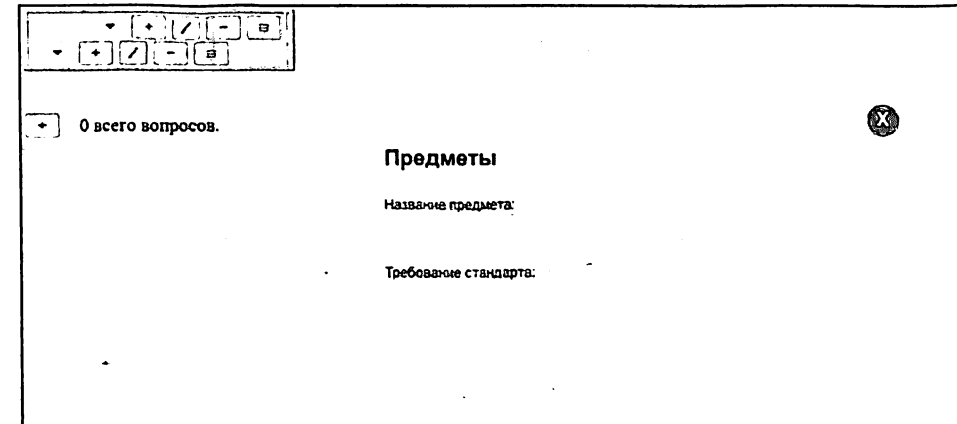 0 всего вопросов.
Предметы
Название предмета:
Требование стандарта: